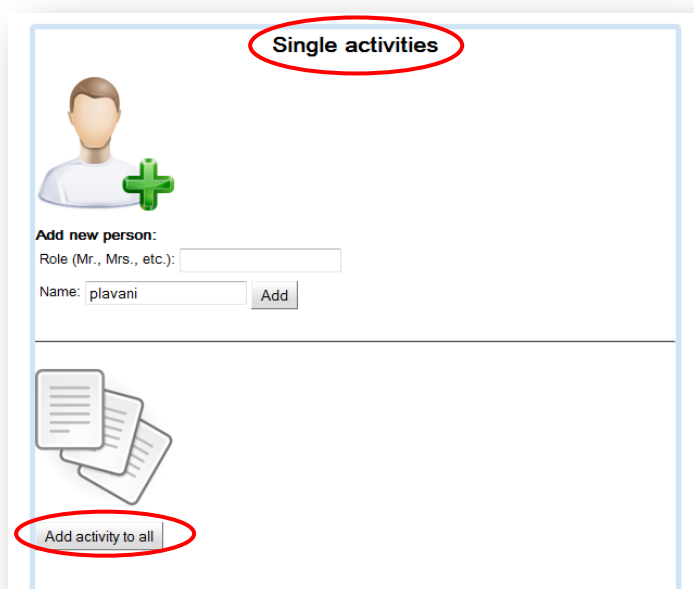 Single activities
Add new person:
Role (Mr., Mrs., etc.):
Name: plavani Add
Add activity to all